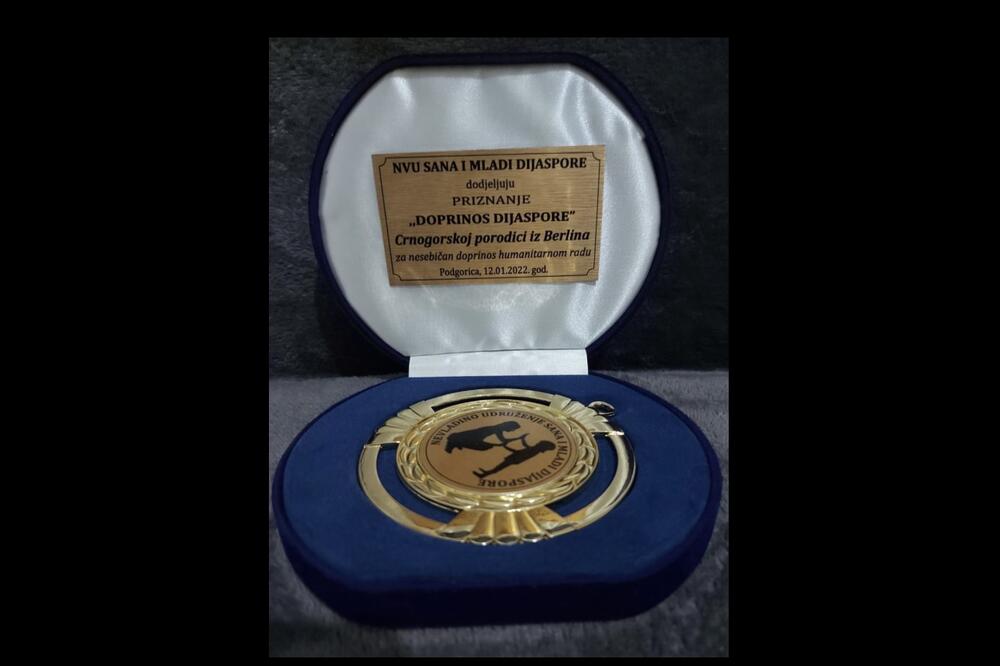 NVU SANA I MLADI DIJASPORE
dodjeljuju
PRIZNANJE
„DOPRINOS DIJASPORE”
Crnogorskoj porodici iz Berlina
za nesebičan doprinos humanitarnom radu
Podgorica, 12.01.2022. god.
NEVLADINO UDRUŽENJE SANA I MLADI DIJASPORE